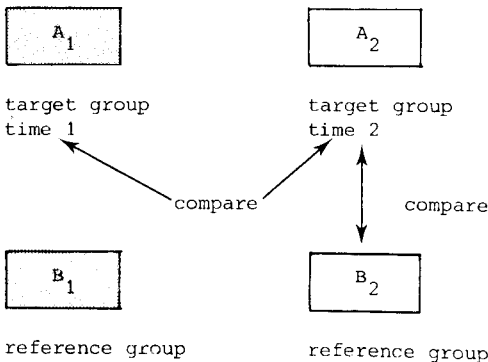 A1 A2
target group target group
time 1 time 2
compare compare
B1 B2
reference group reference group